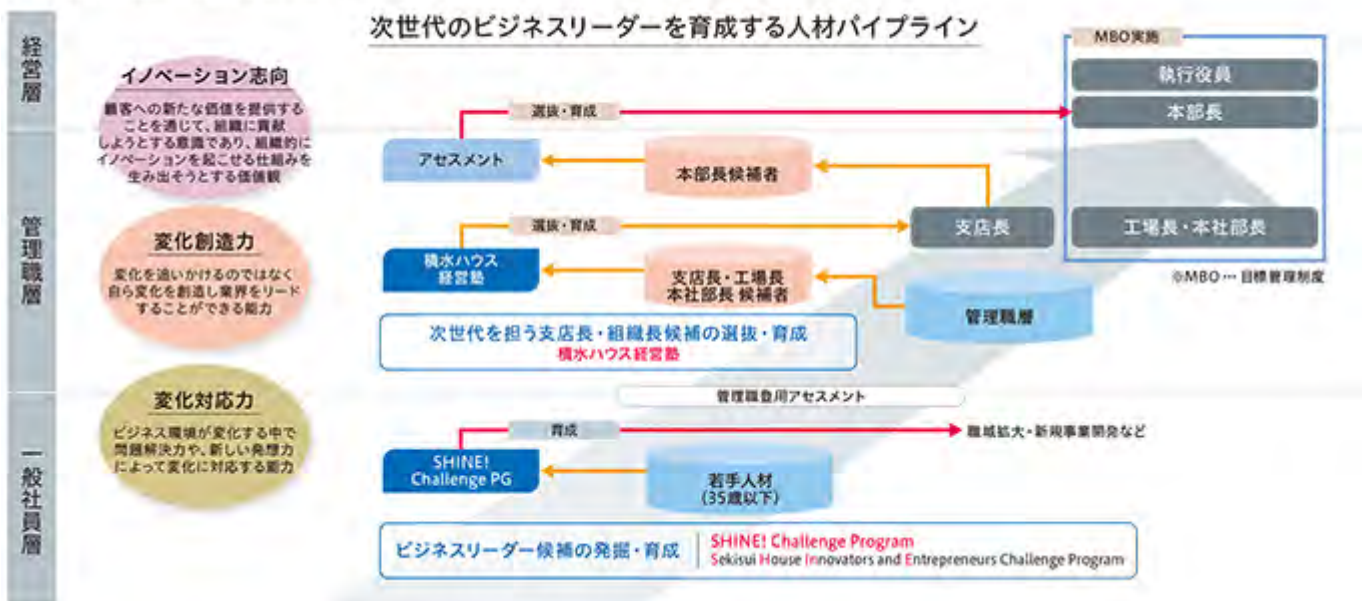 次世代のビジネスリーダーを育成する人材パイプライン
経営層
管理職層
一般社員層
イノベーション志向
顧客への新たな価値を提供する
ことを通じて、組織に貢献
しようとする意識であり、組織的に
イノベーションを起こせる仕組みを
生み出そうとする価値観
変化創造力
変化を追いかけるのではなく
自ら変化を創造し業界をリード
することができる能力
変化対応力
ビジネス環境が変化する中で
問題解決力や、新しい発想力
によって変化に対応する能力
MBO実施
執行役員
本部長
選抜・育成
アセスメント
本部長候補者
選抜・育成
支店長
工場長・本社部長
積水ハウス
経営塾
支店長・工場長
本社部長 候補者
※MBO … 目標管理制度
管理職層
次世代を担う支店長・組織長候補の選抜・育成
積水ハウス経営塾
管理職登用アセスメント
育成
職域拡大・新規事業開発など
SHINE!
Challenge PG
若手人材
(35歳以下)
ビジネスリーダー候補の発掘・育成
SHINE! Challenge Program
Sekisui House Innovators and Entrepreneurs Challenge Program